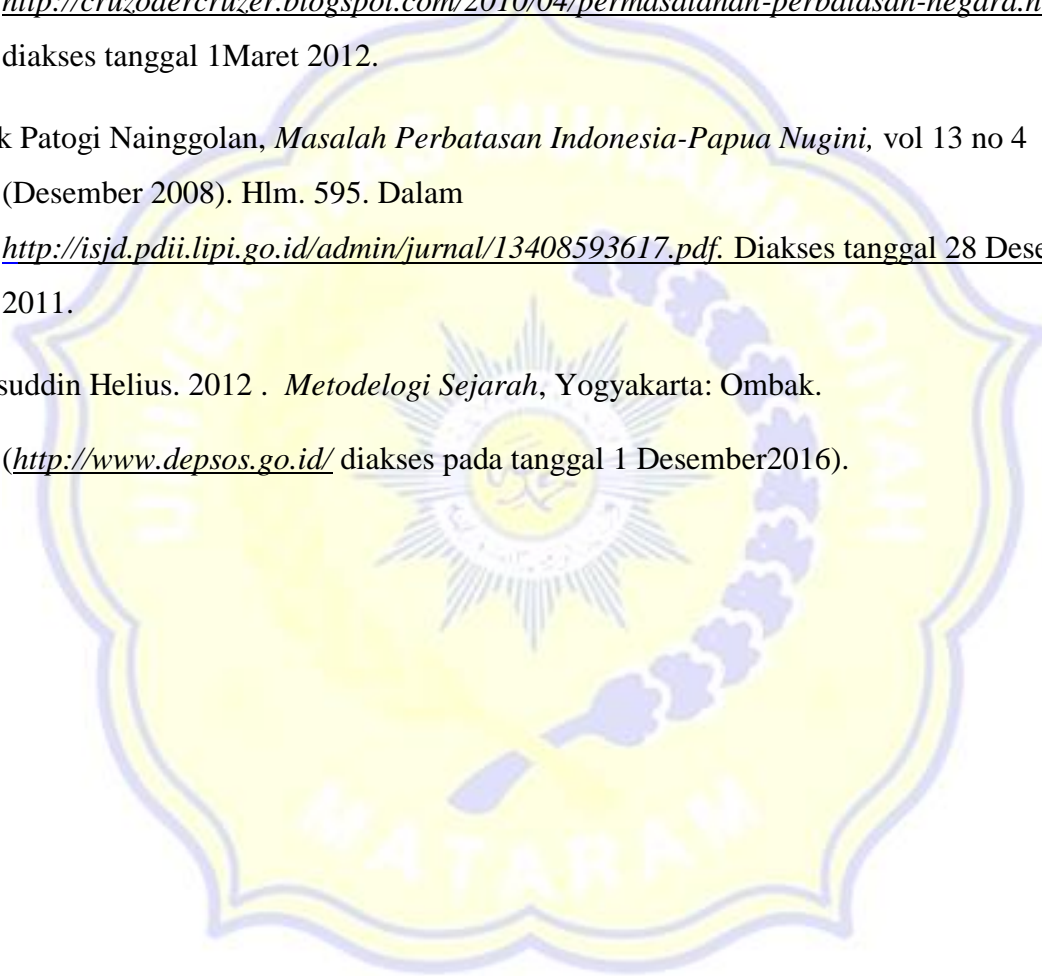 http://cruzodercruzer.blogspot.com/2010/04/permasalahan-perbatasan-negara.h
diakses tanggal 1Maret 2012.
k Patogi Nainggolan, Masalah Perbatasan Indonesia-Papua Nugini, vol 13 no 4
(Desember 2008). Hlm. 595. Dalam
http://isjd.pdii.lipi.go.id/admin/jurnal/13408593617.pdf. Diakses tanggal 28 Dese
2011.
suddin Helius. 2012 . Metodelogi Sejarah, Yogyakarta: Ombak.
(http://www.depsos.go.id/ diakses pada tanggal 1 Desember2016).
UNIVERSITAS MUHAMMADIYAH
MATARAM